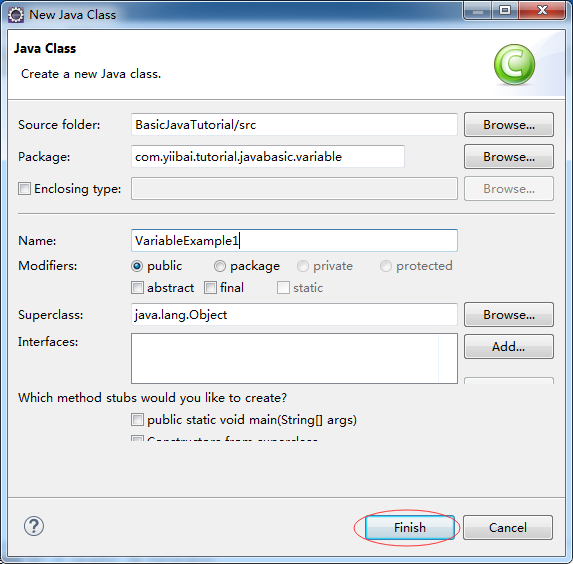 New Java Class
Java Class
Create a new Java class.
Source folder: BasicJavaTutorial/src Browse...
Package: com.yiibai.tutorial.javabasic.variable Browse...
Enclosing type: Browse...
Name: VariableExample1
Modifiers: public package private protected
abstract final static
Superclass: java.lang.Object Browse...
Interfaces: Add...
Which method stubs would you like to create?
public static void main(String[] args)
Constructors from superclass
? Finish Cancel